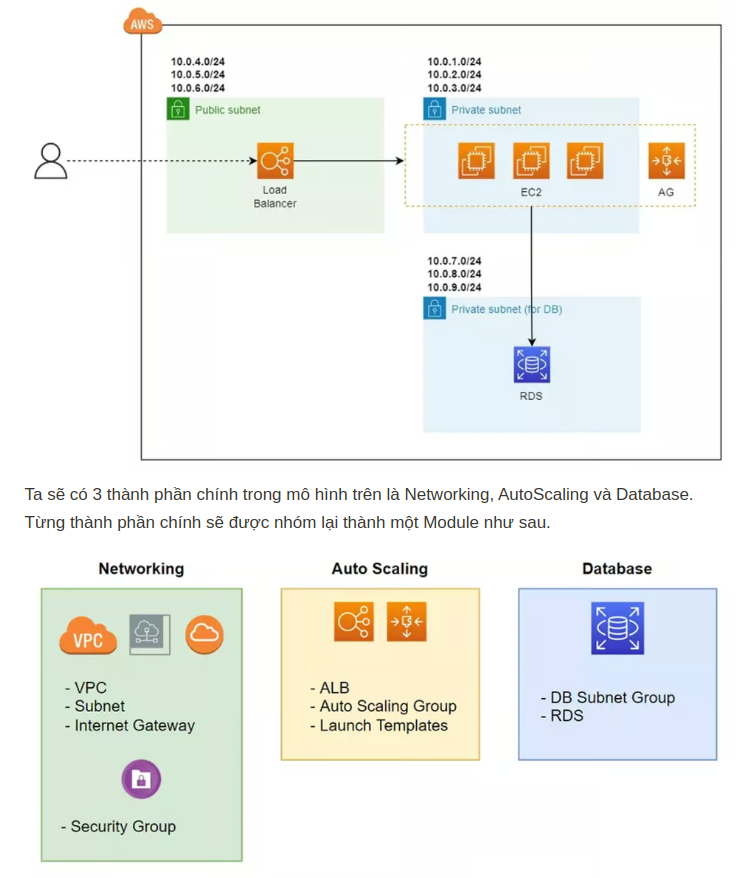 AWS
10.0.4.0/24
10.0.5.0/24
10.0.6.0/24
Public subnet
Load
Balancer
10.0.1.0/24
10.0.2.0/24
10.0.3.0/24
Private subnet
EC2
AG
10.0.7.0/24
10.0.8.0/24
10.0.9.0/24
Private subnet (for DB)
RDS
Ta sẽ có 3 thành phần chính trong mô hình trên là Networking, AutoScaling và Database.
Từng thành phần chính sẽ được nhóm lại thành một Module như sau.
Networking
VPC
- VPC
- Subnet
- Internet Gateway
- Security Group
Auto Scaling
- ALB
- Auto Scaling Group
- Launch Templates
Database
- DB Subnet Group
- RDS